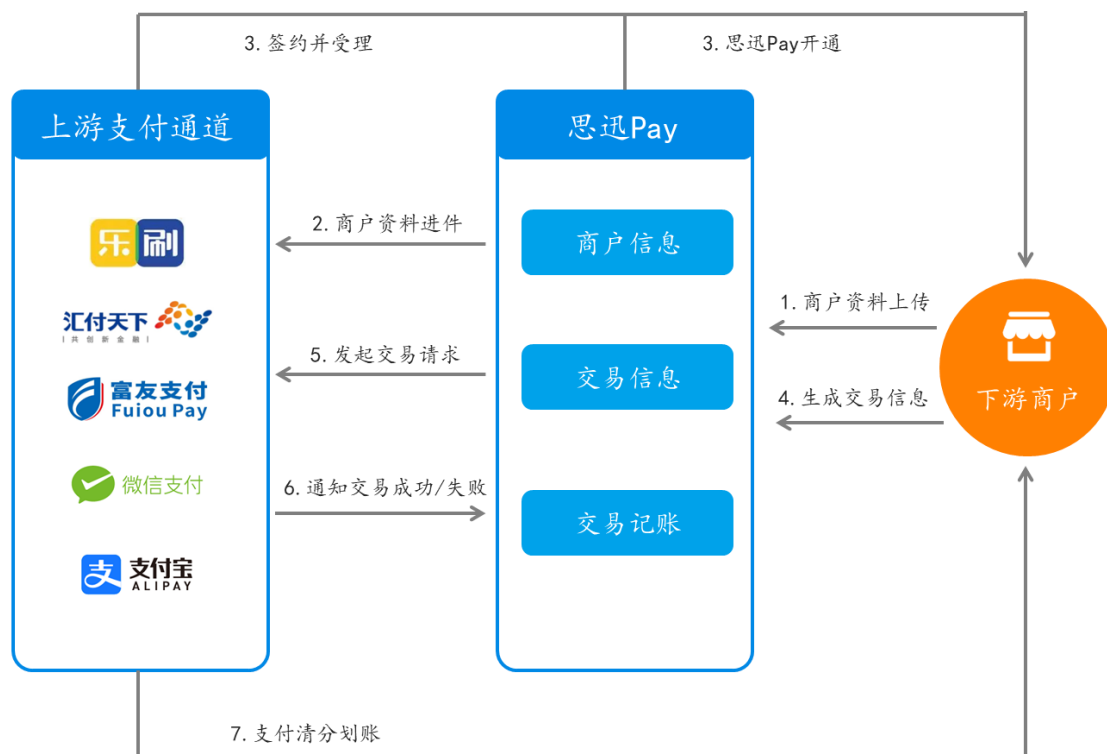 3.签约并受理
3.思迅Pay开通
上游支付通道
思迅Pay
乐刷
2.商户资料进件
商户信息
汇付天下
共创新金融
1.商户资料上传
5.发起交易请求
交易信息
富友支付
Fuiou Pay
4.生成交易信息
下游商户
微信支付
6.通知交易成功/失败
交易记账
支 支付宝
ALIPAY
7.支付清分划账